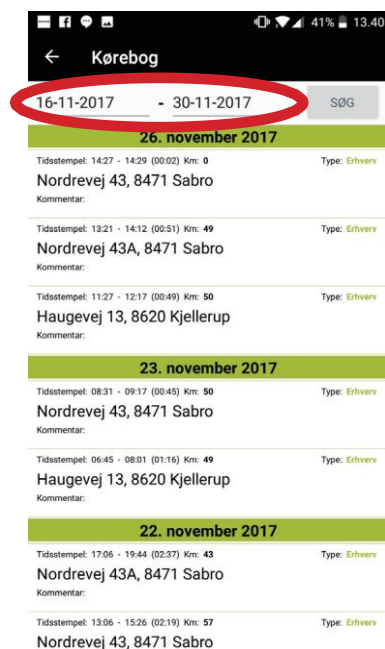 41% 13.40
Kørebog
16-11-2017 - 30-11-2017 SØG
26. november 2017
Tidsstempel: 14:27 - 14:29 (00:02) Km: 0 Type: Erhverv
Nordrevej 43, 8471 Sabro
Kommentar:
Tidsstempel: 13:21 - 14:12 (00:51) Km: 49 Type: Erhverv
Nordrevej 43A, 8471 Sabro
Kommentar:
Tidsstempel: 11:27 - 12:17 (00:49) Km: 50 Type: Erhverv
Haugevej 13, 8620 Kjellerup
Kommentar:
23. november 2017
Tidsstempel: 08:31 - 09:17 (00:45) Km: 50 Type: Erhverv
Nordrevej 43, 8471 Sabro
Kommentar:
Tidsstempel: 06:45 - 08:01 (01:16) Km: 49 Type: Erhverv
Haugevej 13, 8620 Kjellerup
Kommentar:
22. november 2017
Tidsstempel: 17:06 - 19:44 (02:37) Km: 43 Type: Erhverv
Nordrevej 43A, 8471 Sabro
Kommentar:
Tidsstempel: 13:06 - 15:26 (02:19) Km: 57 Type: Erhverv
Nordrevej 43, 8471 Sabro